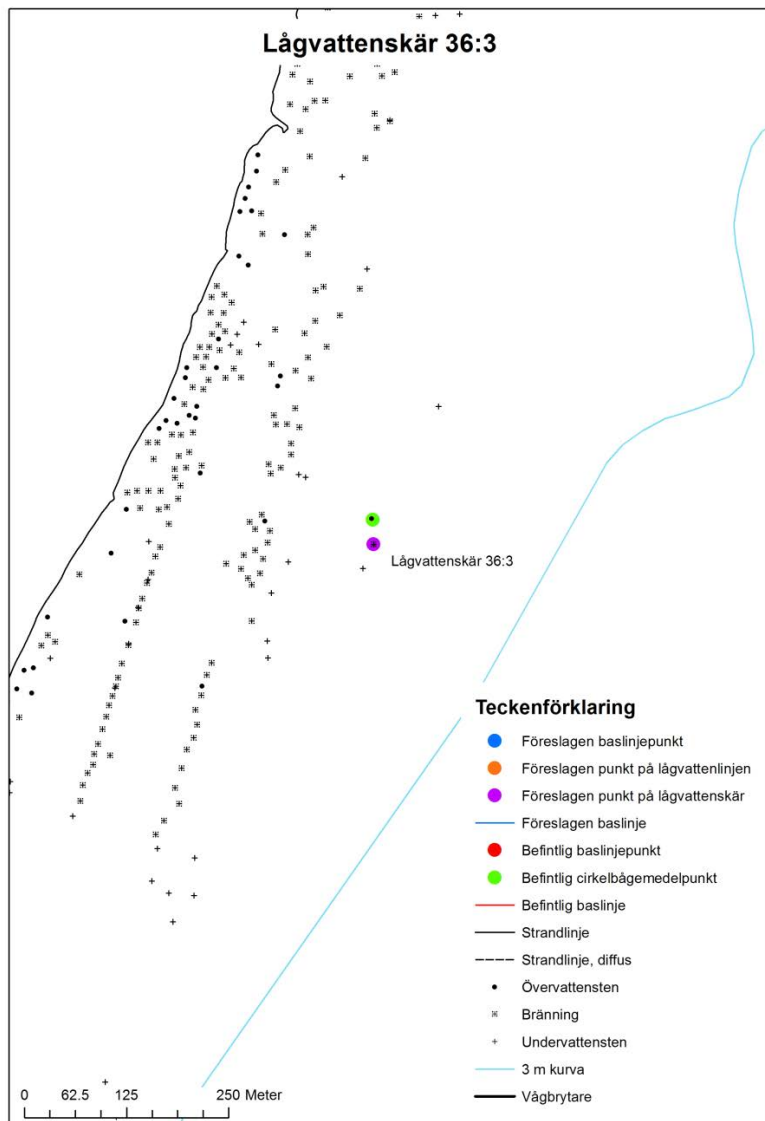 Lågvattenskär 36:3
Lågvattenskär 36:3
Teckenförklaring
Föreslagen baslinjepunkt
Föreslagen punkt på lågvattenlinjen
Föreslagen punkt på lågvattenskär
Föreslagen baslinje
Befintlig baslinjepunkt
Befintlig cirkelbågemedelpunkt
Befintlig baslinje
Strandlinje
Strandlinje, diffus
Övervattensten
Bränning
Undervattensten
3 m kurva
Vågbrytare
0 62.5 125 250 Meter